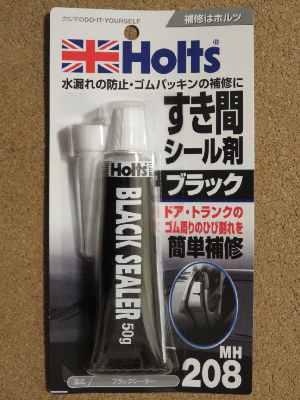 クルマのDO-IT-YOURSELF
補修はホルツ
Holts®
水漏れの防止・ゴムパッキンの補修に
すき間
シール剤
ブラック
ドア・トランクの
ゴム周りのひび割れを
簡単補修
Holts
BLACK SEALER
50g
MH
208
品名
ブラックシーラー